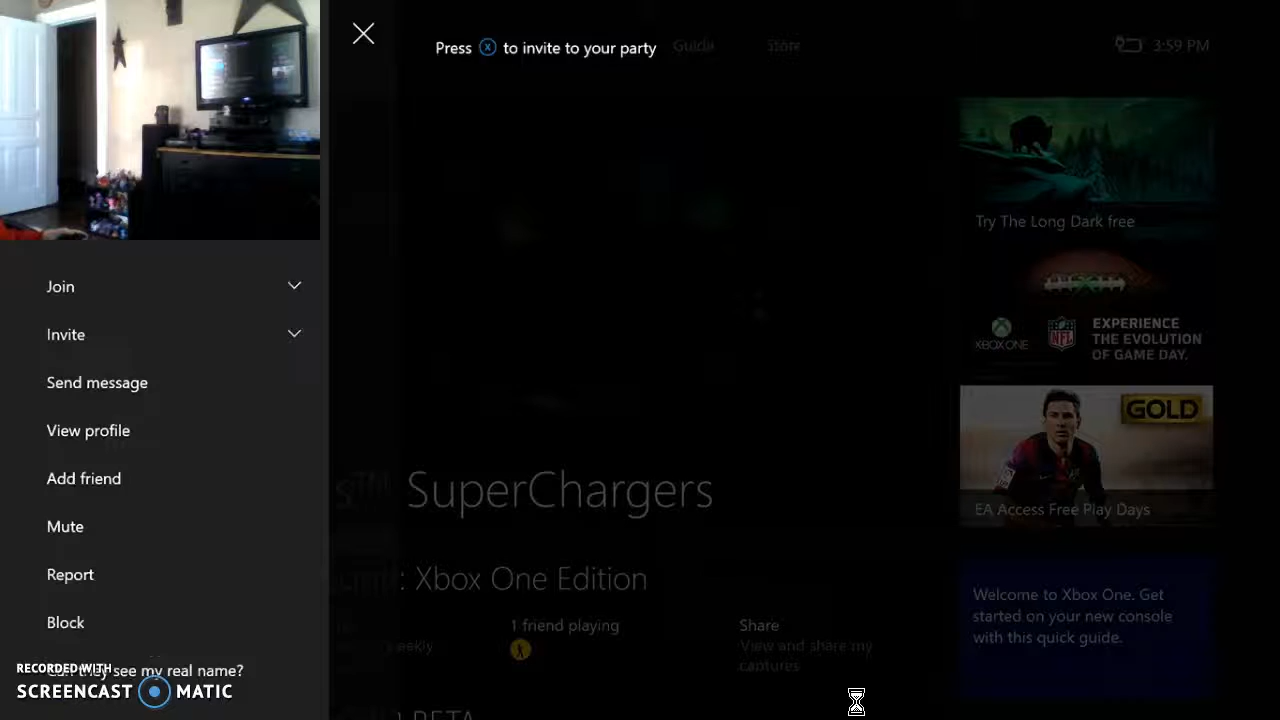 Press X to invite to your party
Guide
Store
3:59 PM
Join
Invite
Send message
View profile
Add friend
Mute
Report
Block
they see my real name?
RECORDED WITH
SCREENCAST MATIC
SuperChargers
: Xbox One Edition
1 friend playing
Share
View and share my
captures
BETA
Try The Long Dark free
XBOX ONE
NFL
EXPERIENCE
THE EVOLUTION
OF GAME DAY.
GOLD
EA Access Free Play Days
Welcome to Xbox One. Get
started on your new console
with this quick guide.